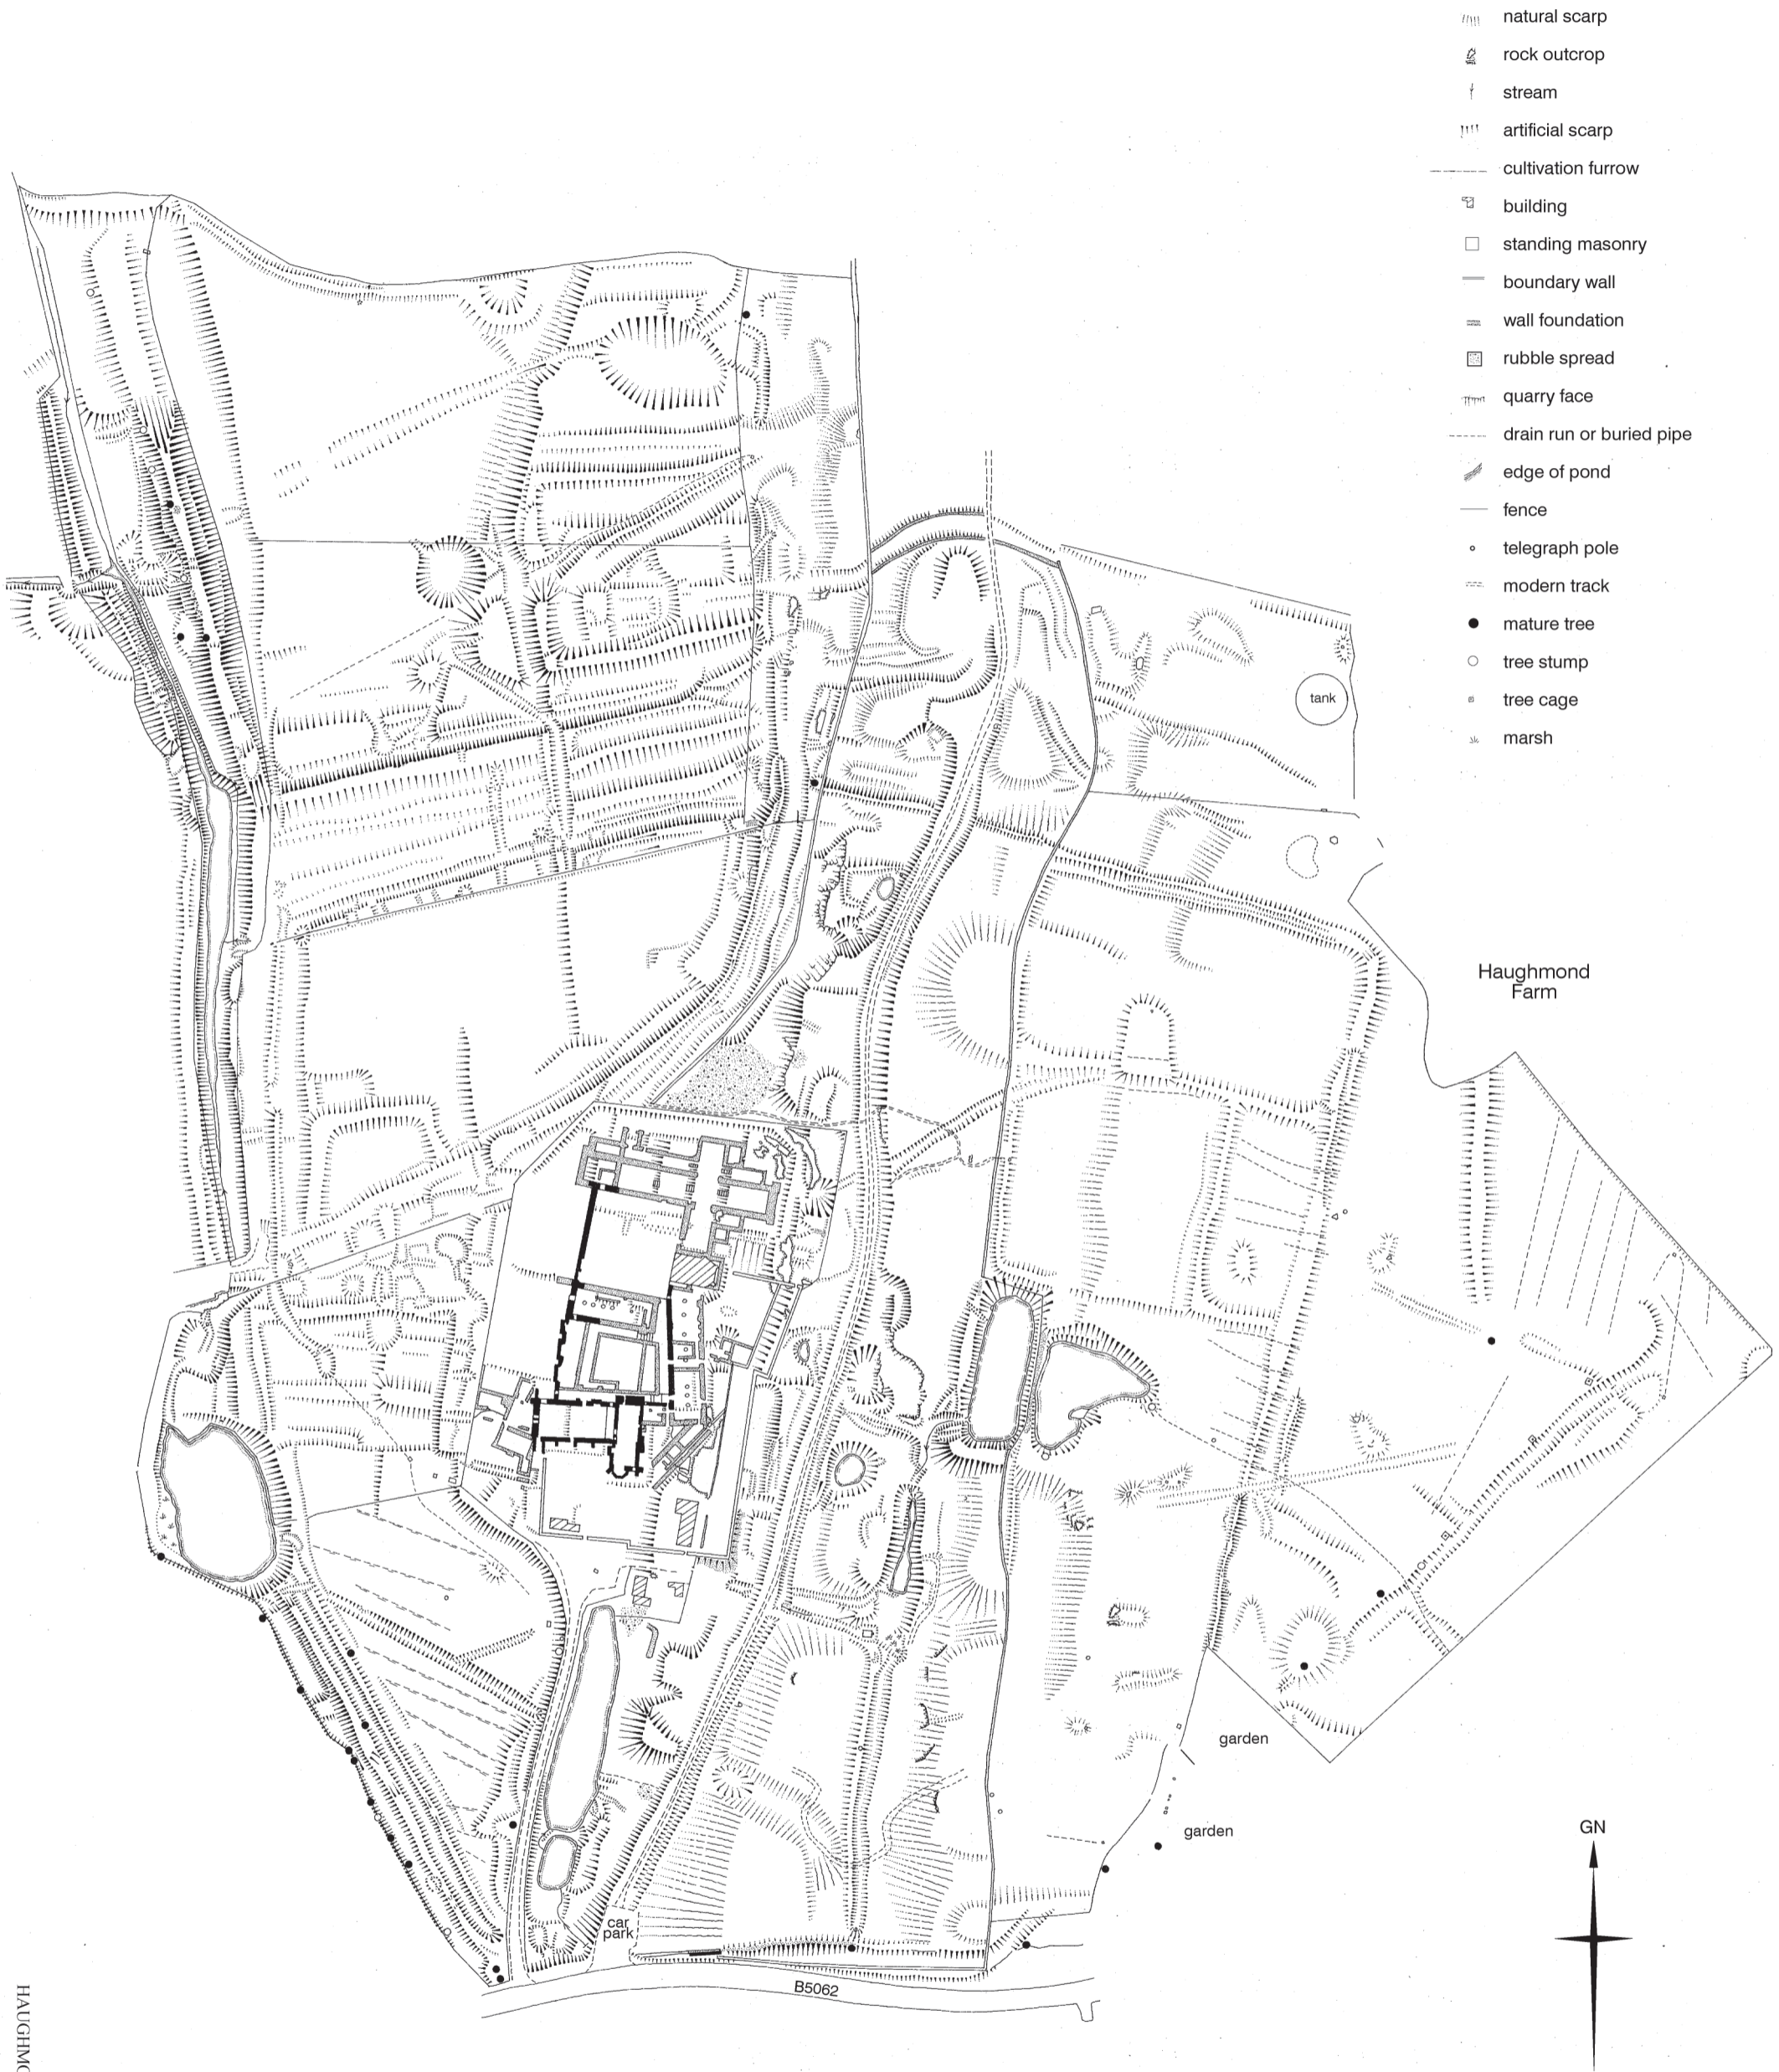 natural scarp
rock outcrop
stream
artificial scarp
cultivation furrow
building
standing masonry
boundary wall
wall foundation
rubble spread
quarry face
drain run or buried pipe
edge of pond
fence
telegraph pole
modern track
mature tree
tree stump
tree cage
marsh
tank
Haughmond
Farm
garden
garden
GN
car
park
B5062